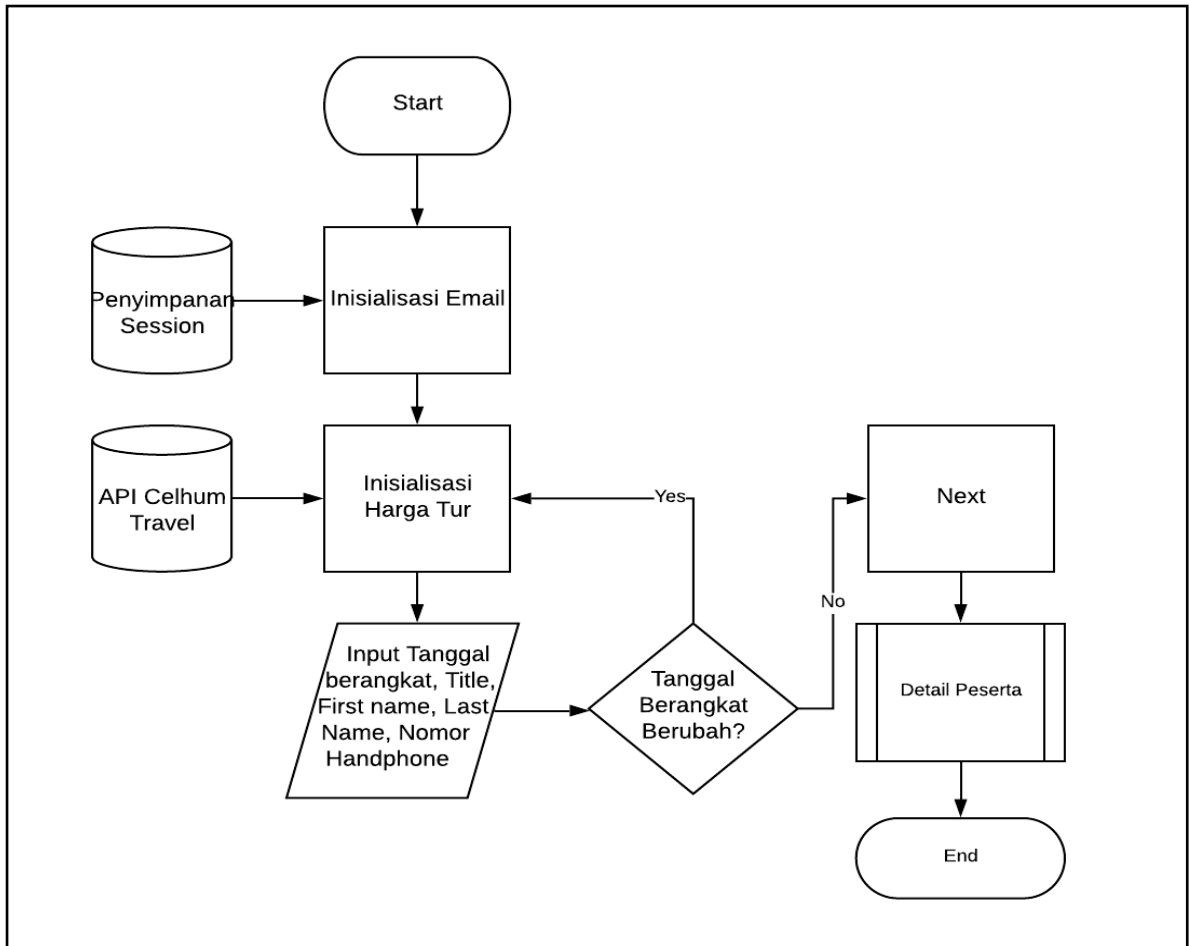 Start
Penyimpanan
Session
Inisialisasi Email
API Celhum
Travel
Inisialisasi
Harga Tur
Yes
Next
No
Input Tanggal
berangkat, Title,
First name, Last
Name, Nomor
Handphone
Tanggal
Berangkat
Berubah?
Detail Peserta
End